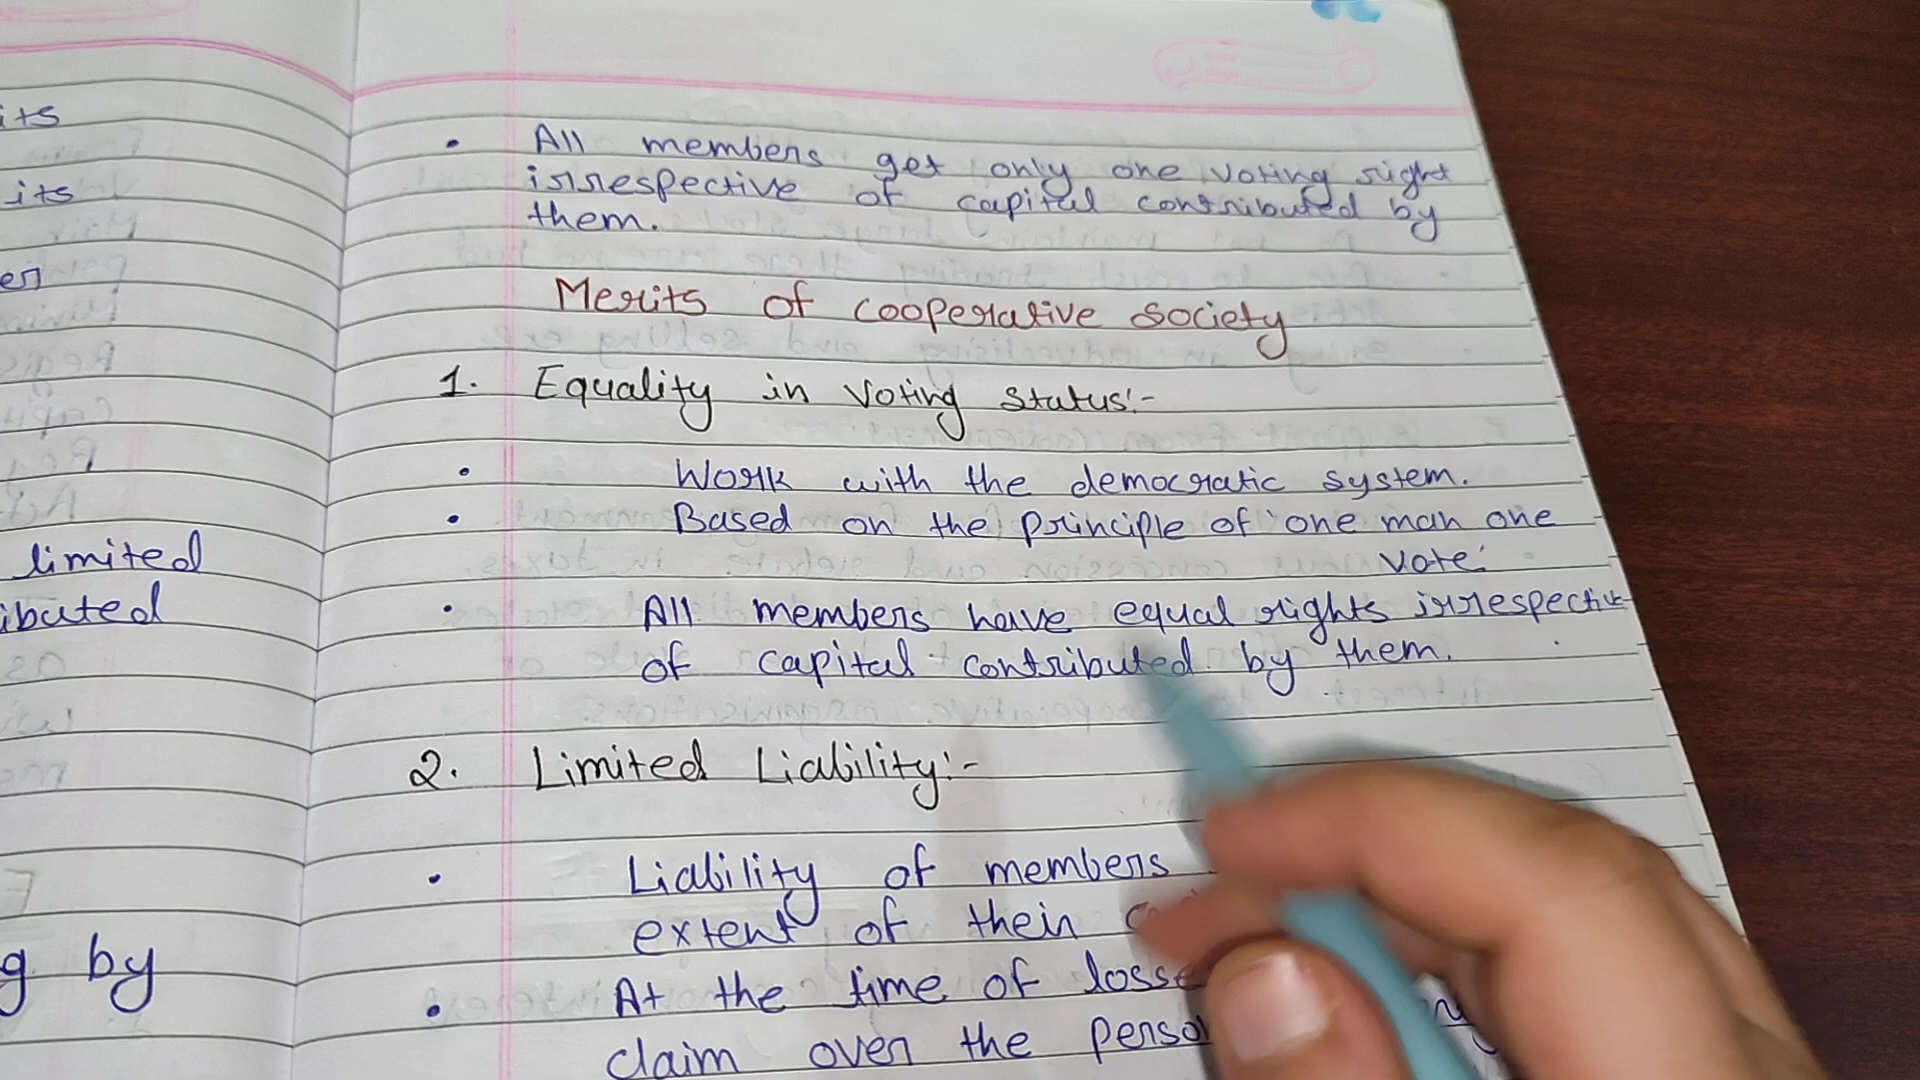 its
its
er
limited
ibuted
g by
• All members get only one voting right
irrespective of capital contributed by
them.
Merits of cooperative society
1. Equality in voting status:-
• Work with the democratic system.
• Based on the principle of 'one man one
vote'.
• All members have equal rights irrespective
of capital contributed by them.
2. Limited Liability:-
• Liability of members
extent of their
• At the time of losse
claim over the perso